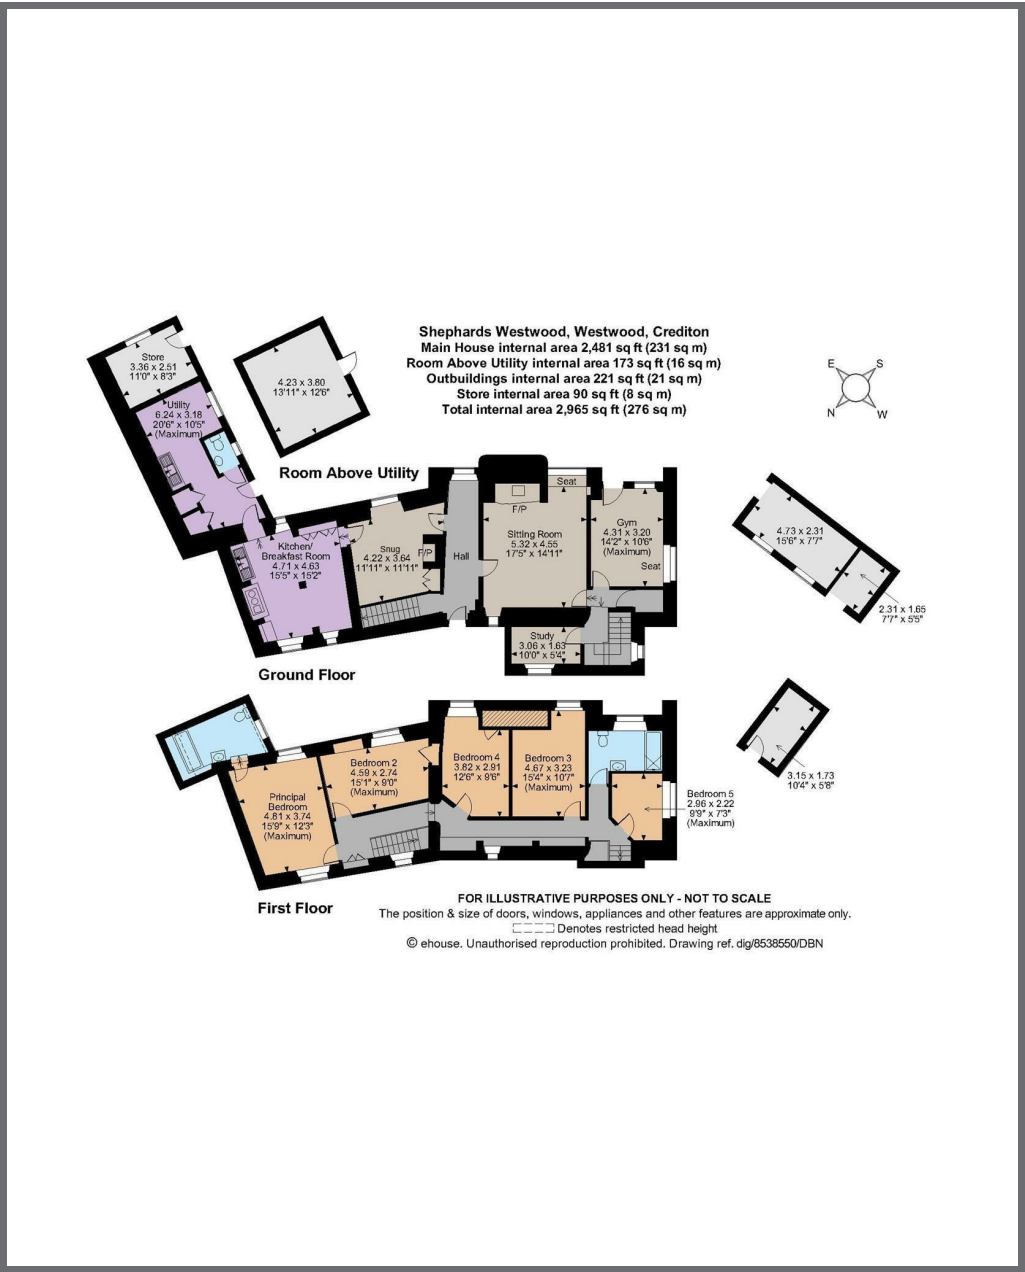 Shephards Westwood, Westwood, Crediton
Main House internal area 2,481 sq ft (231 sq m)
Room Above Utility internal area 173 sq ft (16 sq m)
Outbuildings internal area 221 sq ft (21 sq m)
Store internal area 90 sq ft (8 sq m)
Total internal area 2,965 sq ft (276 sq m)
E
S
N
W
Store
3.36 x 2.51
11'0" x 8'3"
Utility
6.24 x 3.18
20'6" x 10'5"
(Maximum)
4.23 x 3.80
13'11" x 12'6"
Room Above Utility
Kitchen/
Breakfast Room
4.71 x 4.63
15'5" x 15'2"
Snug
4.22 x 3.64
11'11" x 11'11"
F/P
Hall
F/P
Sitting Room
5.32 x 4.55
17'5" x 14'11"
Seat
Gym
4.31 x 3.20
14'2" x 10'6"
(Maximum)
Seat
Study
3.06 x 1.63
10'0" x 5'4"
4.73 x 2.31
15'6" x 7'7"
2.31 x 1.65
7'7" x 5'5"
Ground Floor
Principal
Bedroom
4.81 x 3.74
15'9" x 12'3"
(Maximum)
Bedroom 2
4.59 x 2.74
15'1" x 9'0"
(Maximum)
Bedroom 4
3.82 x 2.91
12'6" x 9'6"
Bedroom 3
4.67 x 3.23
15'4" x 10'7"
(Maximum)
Bedroom 5
2.96 x 2.22
9'9" x 7'3"
(Maximum)
3.15 x 1.73
10'4" x 5'8"
First Floor
FOR ILLUSTRATIVE PURPOSES ONLY - NOT TO SCALE
The position & size of doors, windows, appliances and other features are approximate only.
Denotes restricted head height
© ehouse. Unauthorised reproduction prohibited. Drawing ref. dig/8538550/DBN